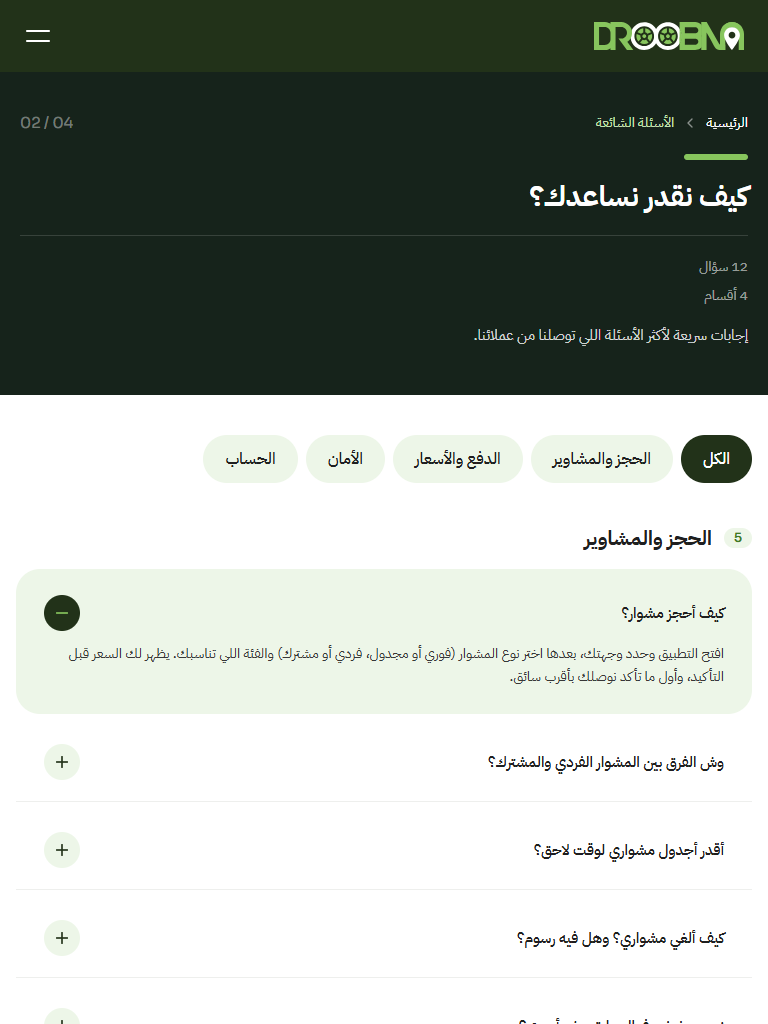 DROOBNA
الرئيسية
الأسئلة الشائعة
02 / 04
كيف نقدر نساعدك؟
12 سؤال
4 أقسام
إجابات سريعة لأكثر الأسئلة اللي توصلنا من عملائنا.
الكل
الحجز والمشاوير
الدفع والأسعار
الأمان
الحساب
5 الحجز والمشاوير
كيف أحجز مشوار؟
افتح التطبيق وحدد وجهتك، بعدها اختر نوع المشوار (فوري أو مجدول، فردي أو مشترك) والفئة اللي تناسبك. يظهر لك السعر قبل
التأكيد، وأول ما تأكد نوصلك بأقرب سائق.
وش الفرق بين المشوار الفردي والمشترك؟
أقدر أجدول مشواري لوقت لاحق؟
كيف ألغي مشواري؟ وهل فيه رسوم؟